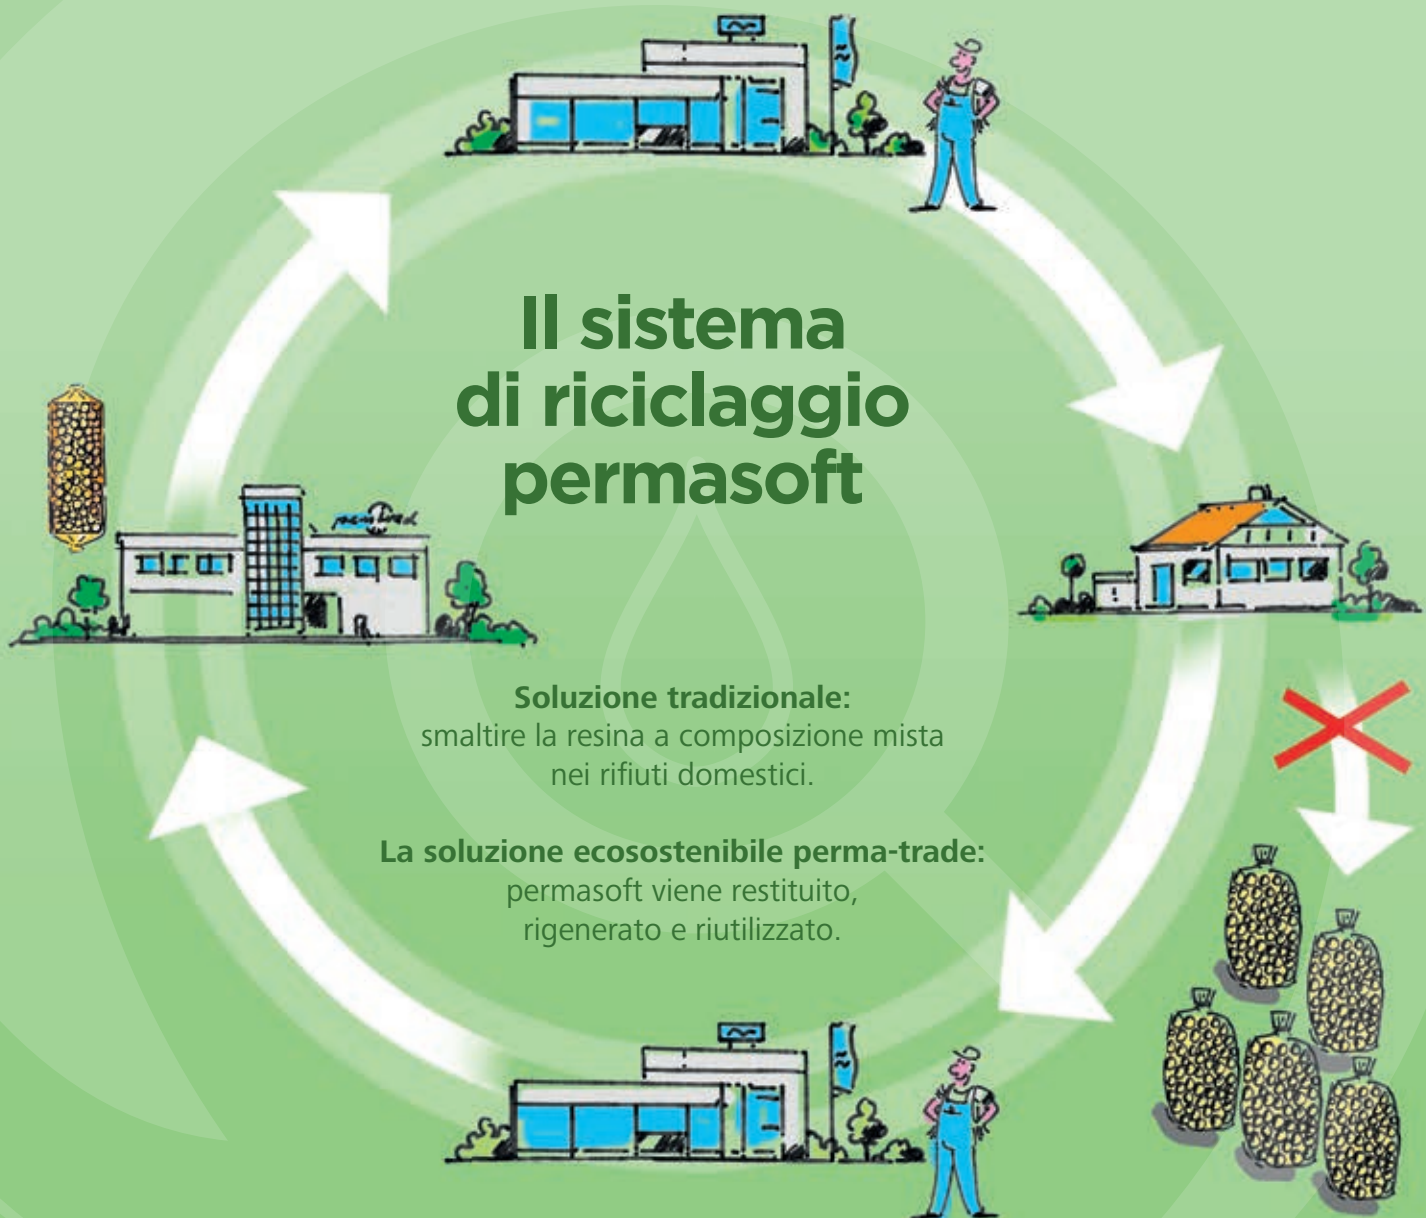 Il sistema
di riciclaggio
permasoft
Soluzione tradizionale:
smaltire la resina a composizione mista
nei rifiuti domestici.
La soluzione ecosostenibile perma-trade:
permasoft viene restituito,
rigenerato e riutilizzato.